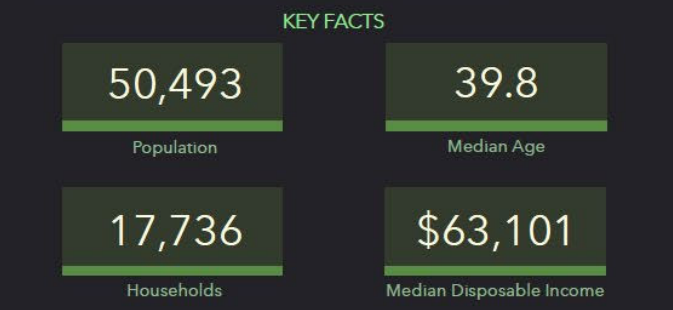 KEY FACTS
50,493
39.8
Population
Median Age
17,736
$63,101
Households
Median Disposable Income